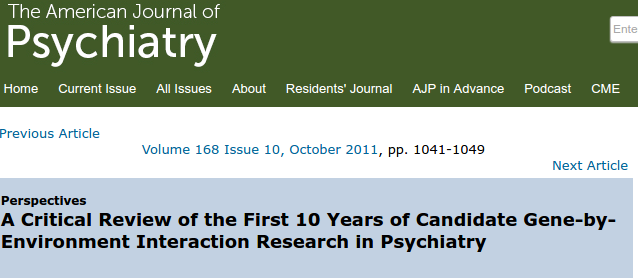 The American Journal of
Psychiatry
Ente
Home Current Issue All Issues About Residents' Journal AJP in Advance Podcast CME
Previous Article
Volume 168 Issue 10, October 2011, pp. 1041-1049
Next Article
Perspectives
A Critical Review of the First 10 Years of Candidate Gene-by-
Environment Interaction Research in Psychiatry